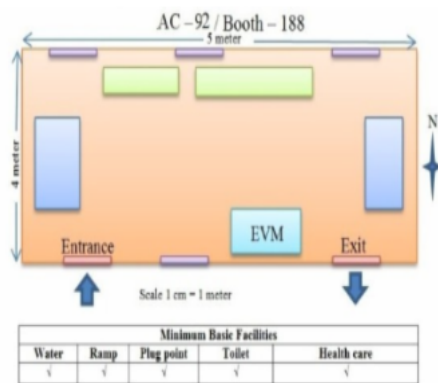 AC – 92 / Booth – 188
5 meter
4 meter
N
EVM
Entrance
Exit
Scale 1 cm = 1 meter
Minimum Basic Facilities
Water Ramp Plug point Toilet Health care
√ √ √ √ √